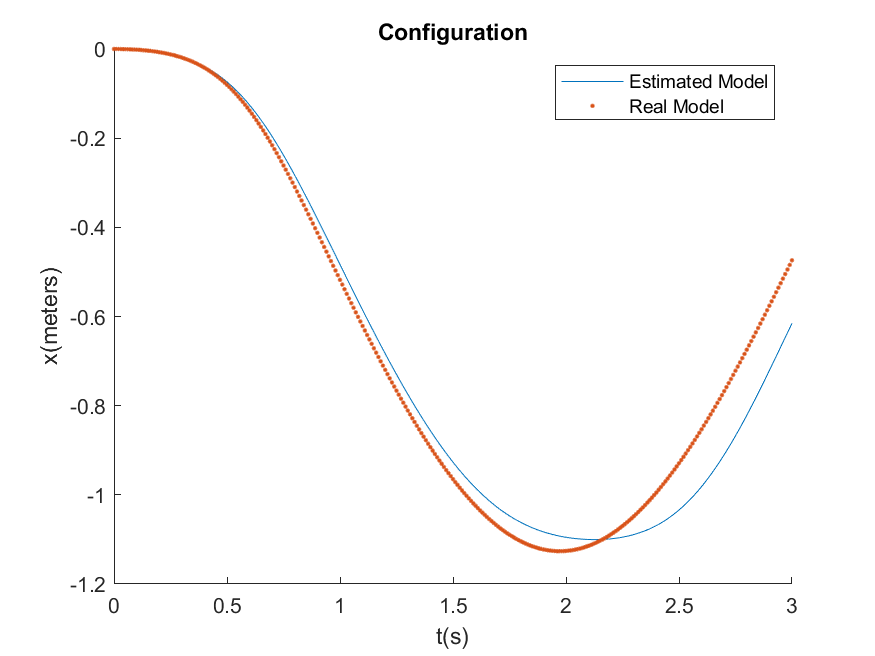 Configuration
Estimated Model
Real Model
0
-0.2
-0.4
-0.6
-0.8
-1
-1.2
x(meters)
0 0.5 1 1.5 2 2.5 3
t(s)